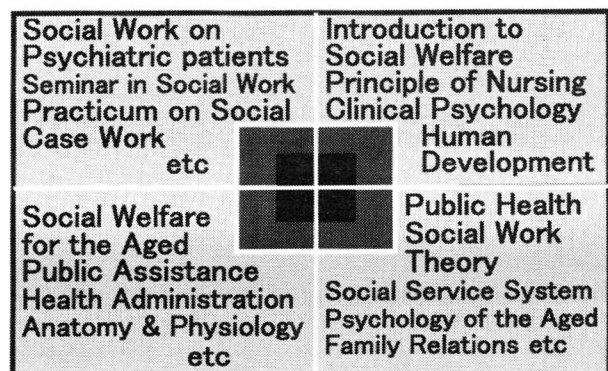 Social Work on
Psychiatric patients
Seminar in Social Work
Practicum on Social
Case Work
etc
Introduction to
Social Welfare
Principle of Nursing
Clinical Psychology
Human
Development
Social Welfare
for the Aged
Public Assistance
Health Administration
Anatomy & Physiology
etc
Public Health
Social Work
Theory
Social Service System
Psychology of the Aged
Family Relations etc